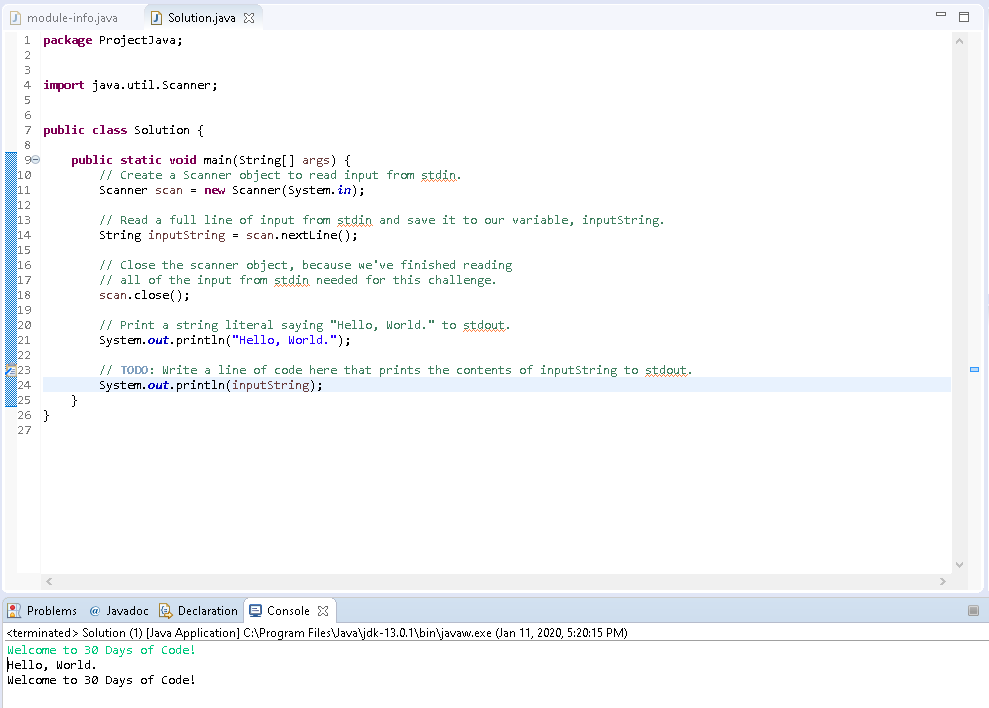 module-info.java Solution.java
1 package ProjectJava;
2
3
4 import java.util.Scanner;
5
6
7 public class Solution {
8
9 public static void main(String[] args) {
10 // Create a Scanner object to read input from stdin.
11 Scanner scan = new Scanner(System.in);
12
13 // Read a full line of input from stdin and save it to our variable, inputString.
14 String inputString = scan.nextLine();
15
16 // Close the scanner object, because we've finished reading
17 // all of the input from stdin needed for this challenge.
18 scan.close();
19
20 // Print a string literal saying "Hello, World." to stdout.
21 System.out.println("Hello, World.");
22
23 // TODO: Write a line of code here that prints the contents of inputString to stdout.
24 System.out.println(inputString);
25 }
26 }
27
Problems @ Javadoc Declaration Console
<terminated> Solution (1) [Java Application] C:\Program Files\Java\jdk-13.0.1\bin\javaw.exe (Jan 11, 2020, 5:20:15 PM)
Welcome to 30 Days of Code!
Hello, World.
Welcome to 30 Days of Code!